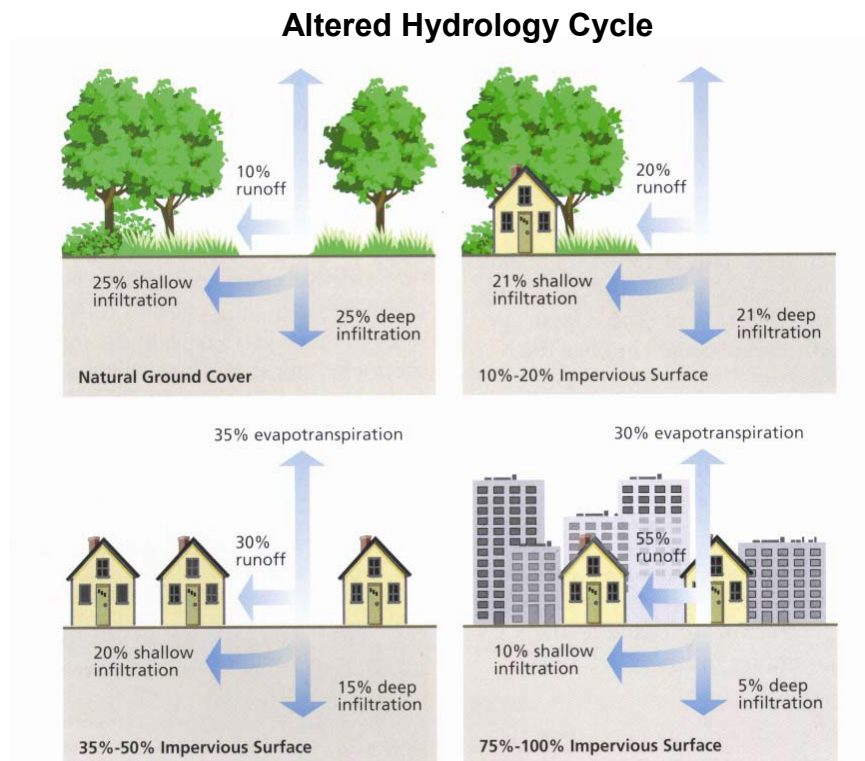 Altered Hydrology Cycle
10%
runoff
25% shallow
infiltration
25% deep
infiltration
Natural Ground Cover
20%
runoff
21% shallow
infiltration
21% deep
infiltration
10%-20% Impervious Surface
35% evapotranspiration
30%
runoff
20% shallow
infiltration
15% deep
infiltration
35%-50% Impervious Surface
30% evapotranspiration
55%
runoff
10% shallow
infiltration
5% deep
infiltration
75%-100% Impervious Surface